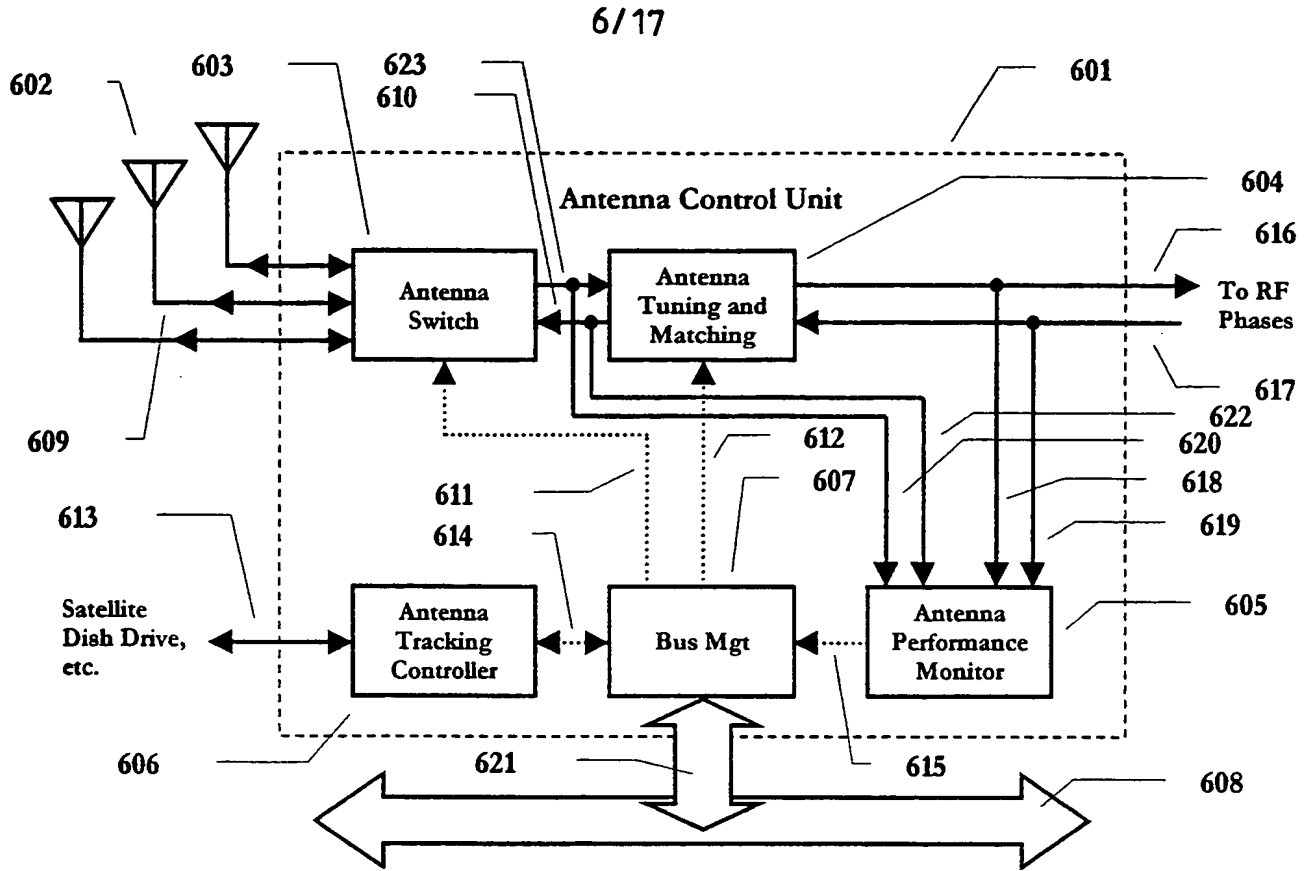 6/17
603
623
610
601
602
Antenna Control Unit
604
616
Antenna
Switch
Antenna
Tuning and
Matching
To RF
Phases
617
609
622
620
612
611
607
618
613
614
619
Satellite
Dish Drive,
etc.
Antenna
Tracking
Controller
Bus Mgt
Antenna
Performance
Monitor
605
606
621
615
608